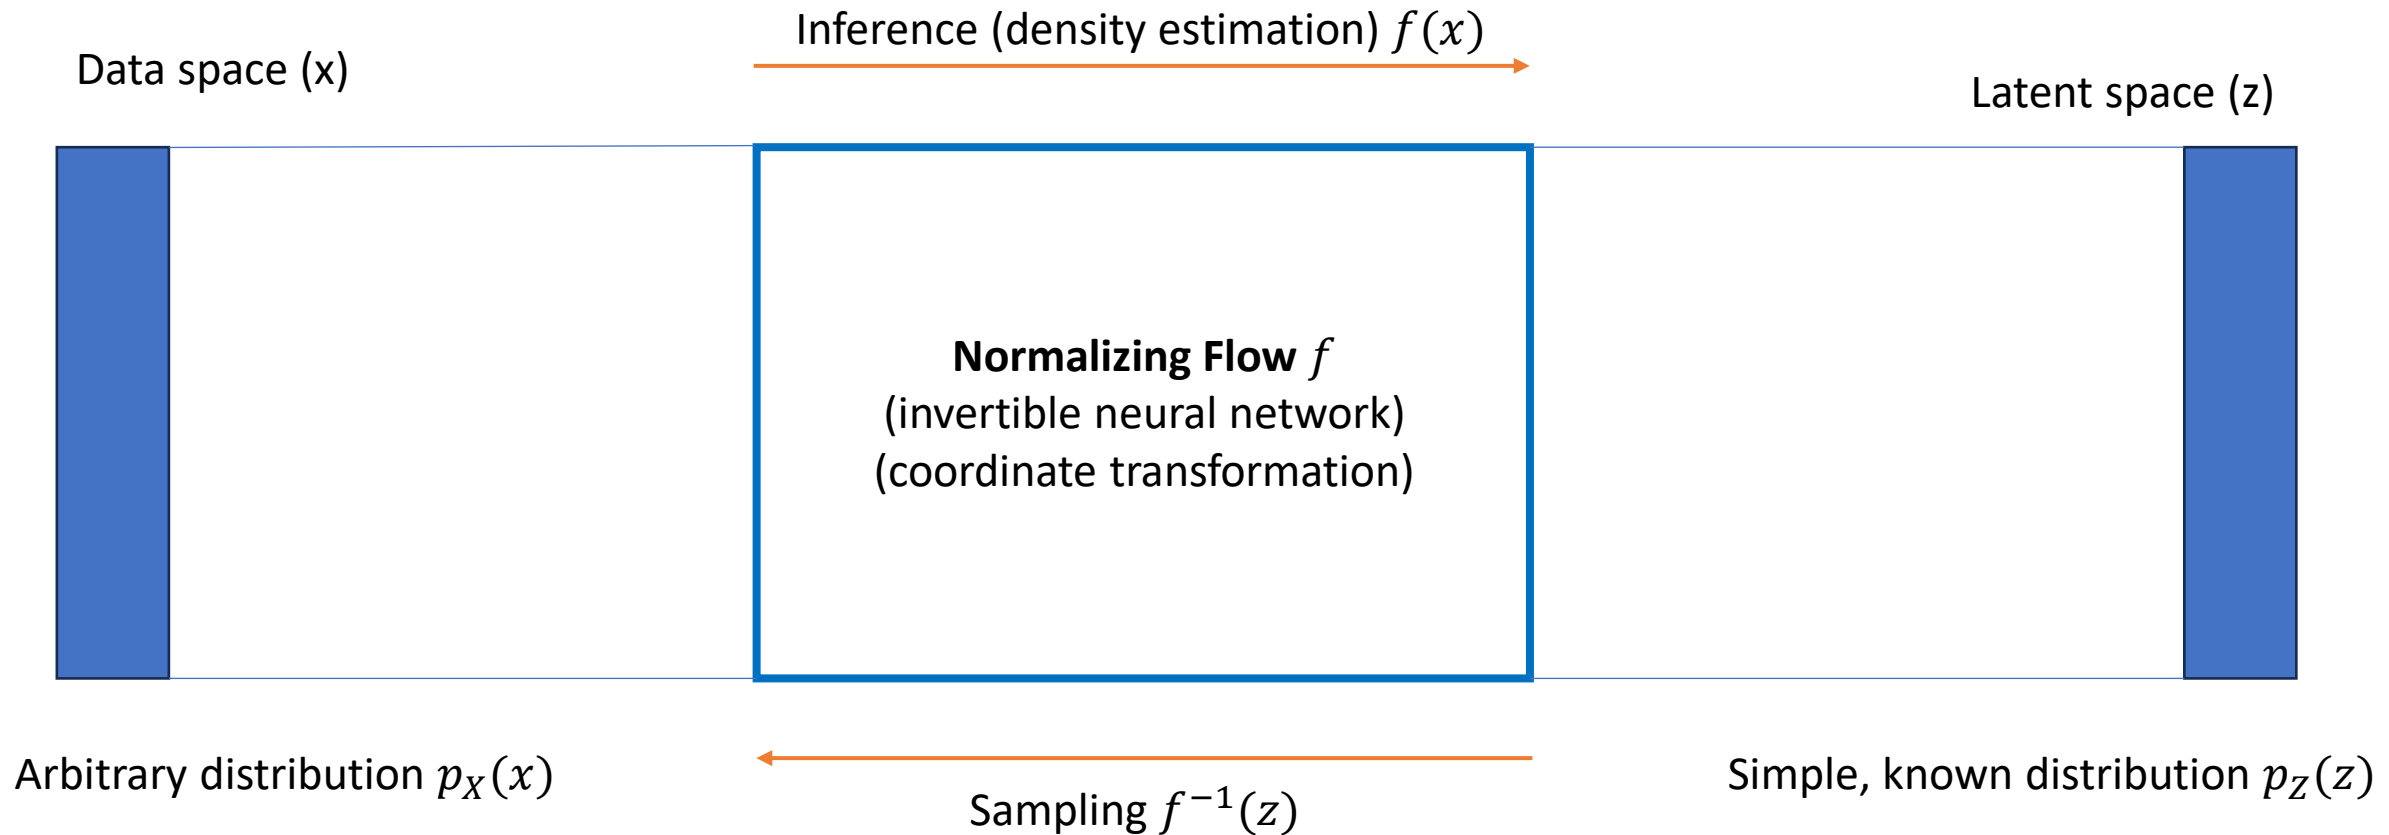 Inference (density estimation) f(x)
Data space (x)
Latent space (z)
Normalizing Flow f
(invertible neural network)
(coordinate transformation)
Arbitrary distribution p_X(x)
Simple, known distribution p_Z(z)
Sampling f^{-1}(z)